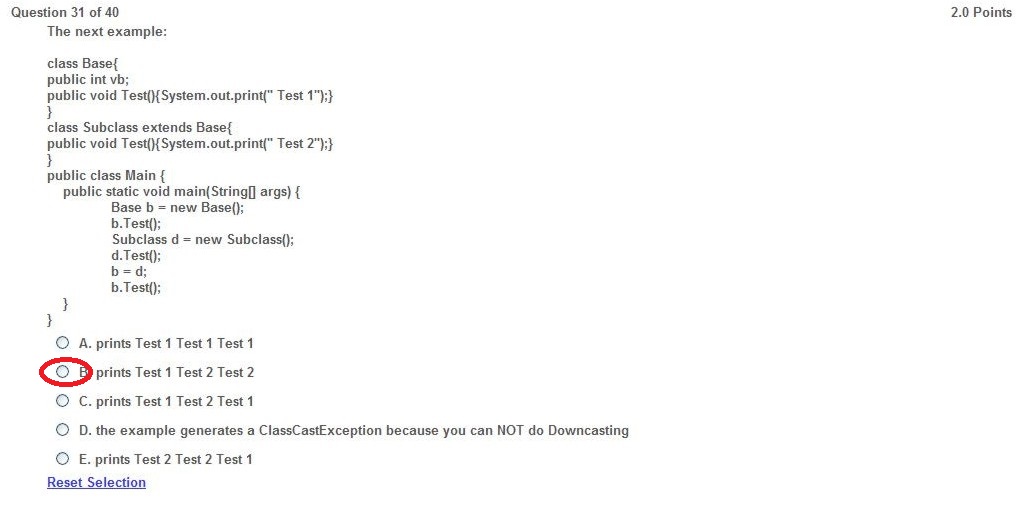 Question 31 of 40
2.0 Points
The next example:
class Base{
public int vb;
public void Test(){System.out.print(" Test 1");}
}
class Subclass extends Base{
public void Test(){System.out.print(" Test 2");}
}
public class Main {
public static void main(String[] args) {
Base b = new Base();
b.Test();
Subclass d = new Subclass();
d.Test();
b = d;
b.Test();
}
}
A. prints Test 1 Test 1 Test 1
B. prints Test 1 Test 2 Test 2
C. prints Test 1 Test 2 Test 1
D. the example generates a ClassCastException because you can NOT do Downcasting
E. prints Test 2 Test 2 Test 1
Reset Selection